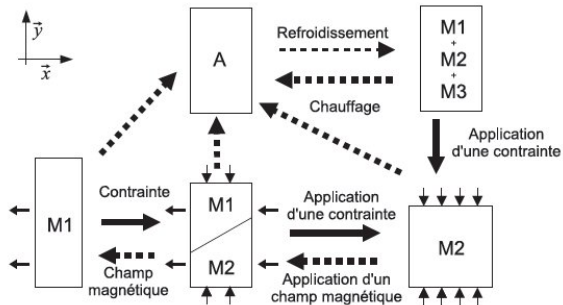 y
x
A
Refroidissement
Chauffage
M1
+
M2
+
M3
Application
d'une contrainte
M1
Contrainte
Champ
magnétique
M1
M2
Application
d'une contrainte
Application d'un
champ magnétique
M2